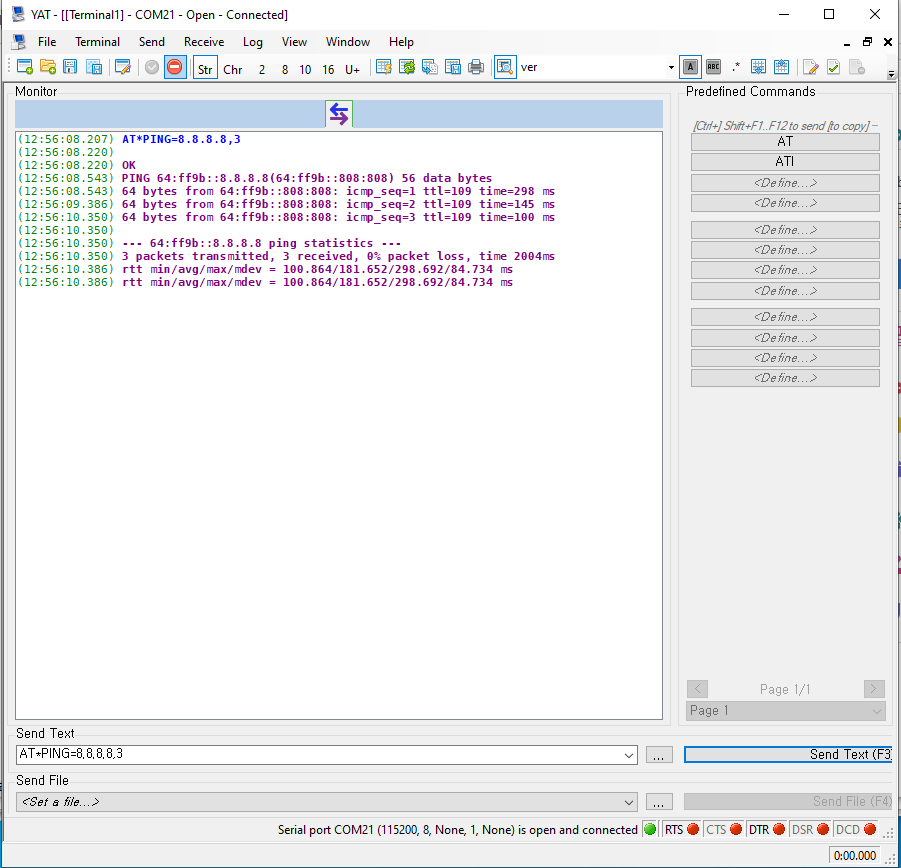 YAT - [[Terminal1] - COM21 - Open - Connected]
File Terminal Send Receive Log View Window Help
Str Chr 2 8 10 16 U+ ver A ABC .*
Monitor
(12:56:08.207) AT*PING=8.8.8.8,3
(12:56:08.220)
(12:56:08.220) OK
(12:56:08.543) PING 64:ff9b::8.8.8.8(64:ff9b::808:808) 56 data bytes
(12:56:08.543) 64 bytes from 64:ff9b::808:808: icmp_seq=1 ttl=109 time=298 ms
(12:56:09.386) 64 bytes from 64:ff9b::808:808: icmp_seq=2 ttl=109 time=145 ms
(12:56:10.350) 64 bytes from 64:ff9b::808:808: icmp_seq=3 ttl=109 time=100 ms
(12:56:10.350)
(12:56:10.350) --- 64:ff9b::8.8.8.8 ping statistics ---
(12:56:10.350) 3 packets transmitted, 3 received, 0% packet loss, time 2004ms
(12:56:10.386) rtt min/avg/max/mdev = 100.864/181.652/298.692/84.734 ms
(12:56:10.386) rtt min/avg/max/mdev = 100.864/181.652/298.692/84.734 ms
Predefined Commands
[Ctrl+] Shift+F1..F12 to send [to copy]
AT
ATI
<Define...>
<Define...>
<Define...>
<Define...>
<Define...>
<Define...>
<Define...>
<Define...>
<Define...>
<Define...>
< Page 1/1 >
Page 1
Send Text
AT*PING=8.8.8.8,3 ... Send Text (F3
Send File
<Set a file...> ... Send File (F4)
Serial port COM21 (115200, 8, None, 1, None) is open and connected RTS CTS DTR DSR DCD
0:00.000